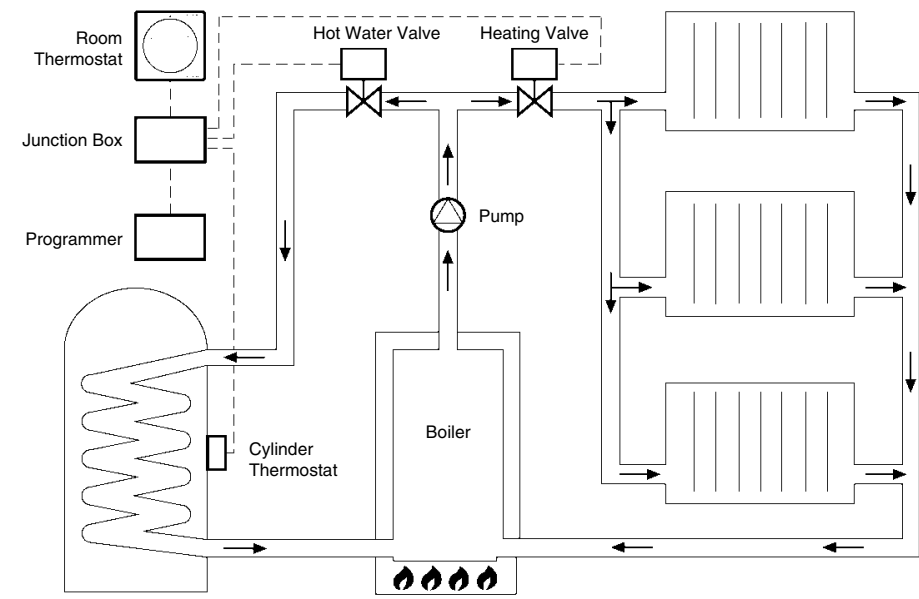 Room
Thermostat
Hot Water Valve
Heating Valve
Junction Box
Pump
Programmer
Boiler
Cylinder
Thermostat